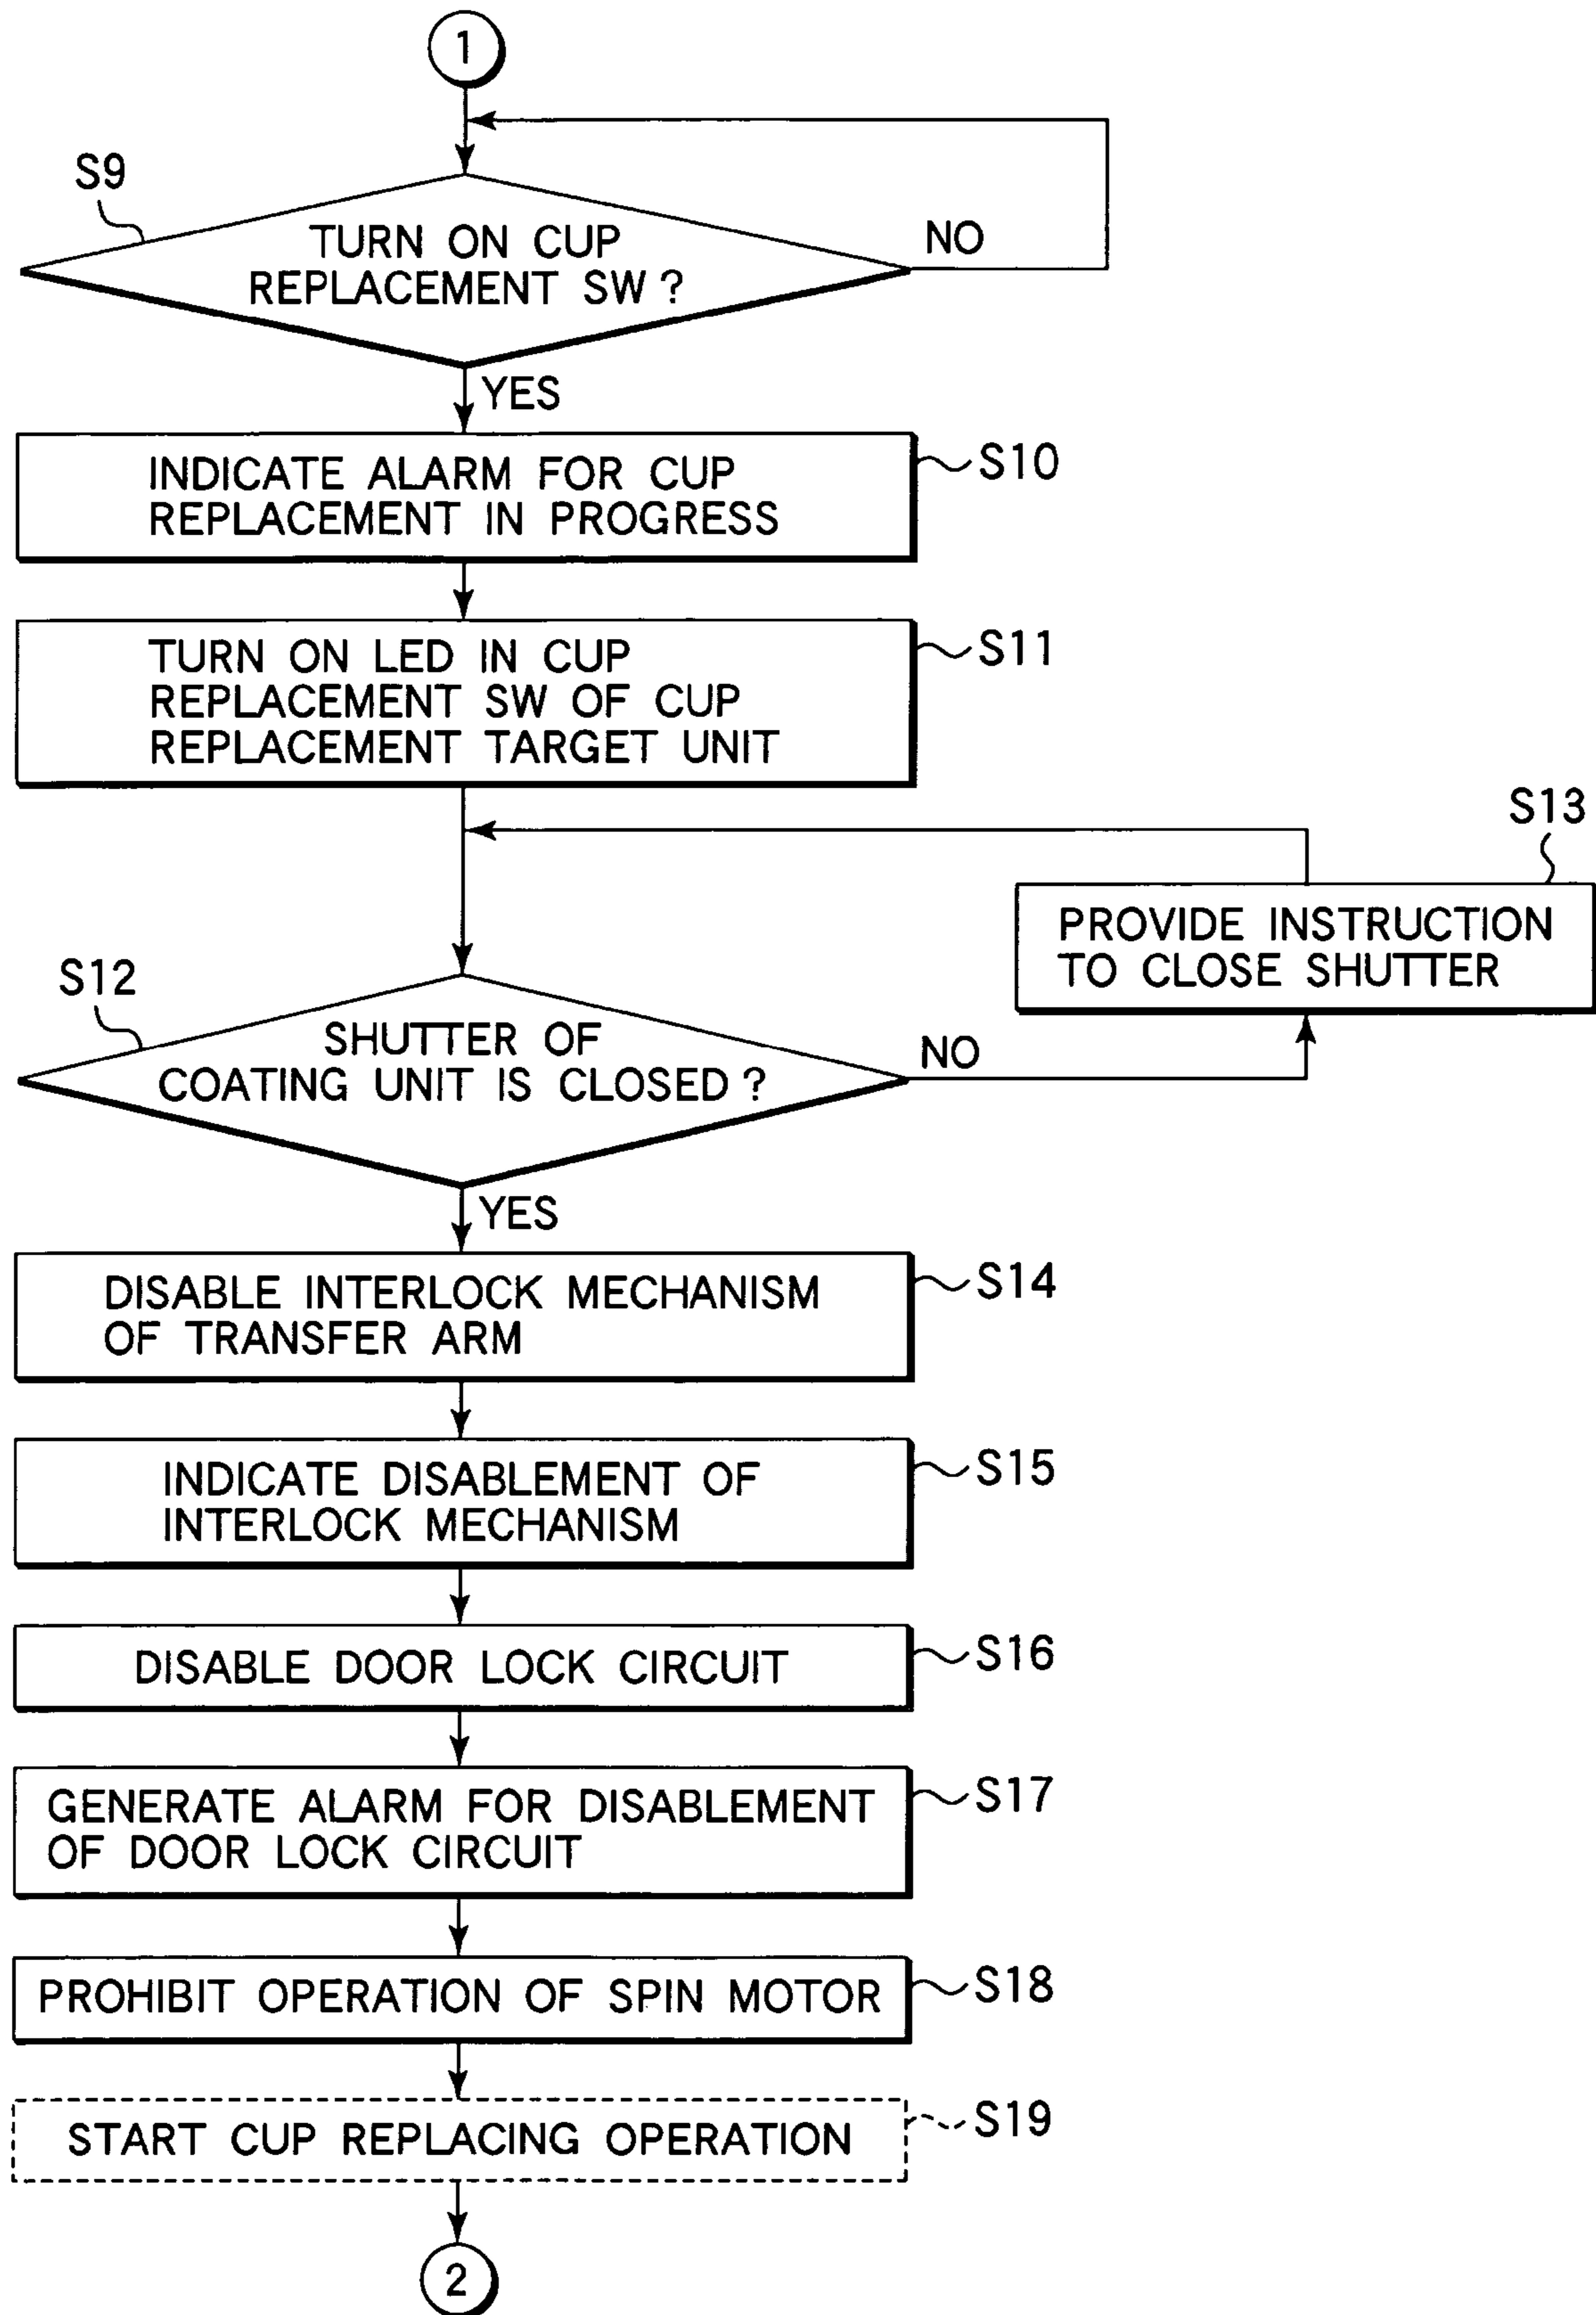 1
S9
TURN ON CUP
REPLACEMENT SW ?
NO
YES
INDICATE ALARM FOR CUP
REPLACEMENT IN PROGRESS
S10
TURN ON LED IN CUP
REPLACEMENT SW OF CUP
REPLACEMENT TARGET UNIT
S11
S13
PROVIDE INSTRUCTION
TO CLOSE SHUTTER
S12
SHUTTER OF
COATING UNIT IS CLOSED ?
NO
YES
DISABLE INTERLOCK MECHANISM
OF TRANSFER ARM
S14
INDICATE DISABLEMENT OF
INTERLOCK MECHANISM
S15
DISABLE DOOR LOCK CIRCUIT
S16
GENERATE ALARM FOR DISABLEMENT
OF DOOR LOCK CIRCUIT
S17
PROHIBIT OPERATION OF SPIN MOTOR
S18
START CUP REPLACING OPERATION
S19
2